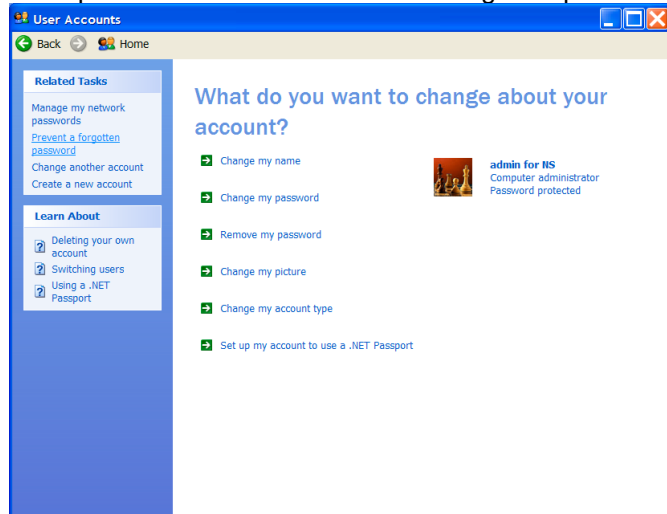 User Accounts
Back Home
Related Tasks
Manage my network
passwords
Prevent a forgotten
password
Change another account
Create a new account
Learn About
Deleting your own
account
Switching users
Using a .NET
Passport
What do you want to change about your
account?
Change my name
Change my password
Remove my password
Change my picture
Change my account type
Set up my account to use a .NET Passport
admin for NS
Computer administrator
Password protected